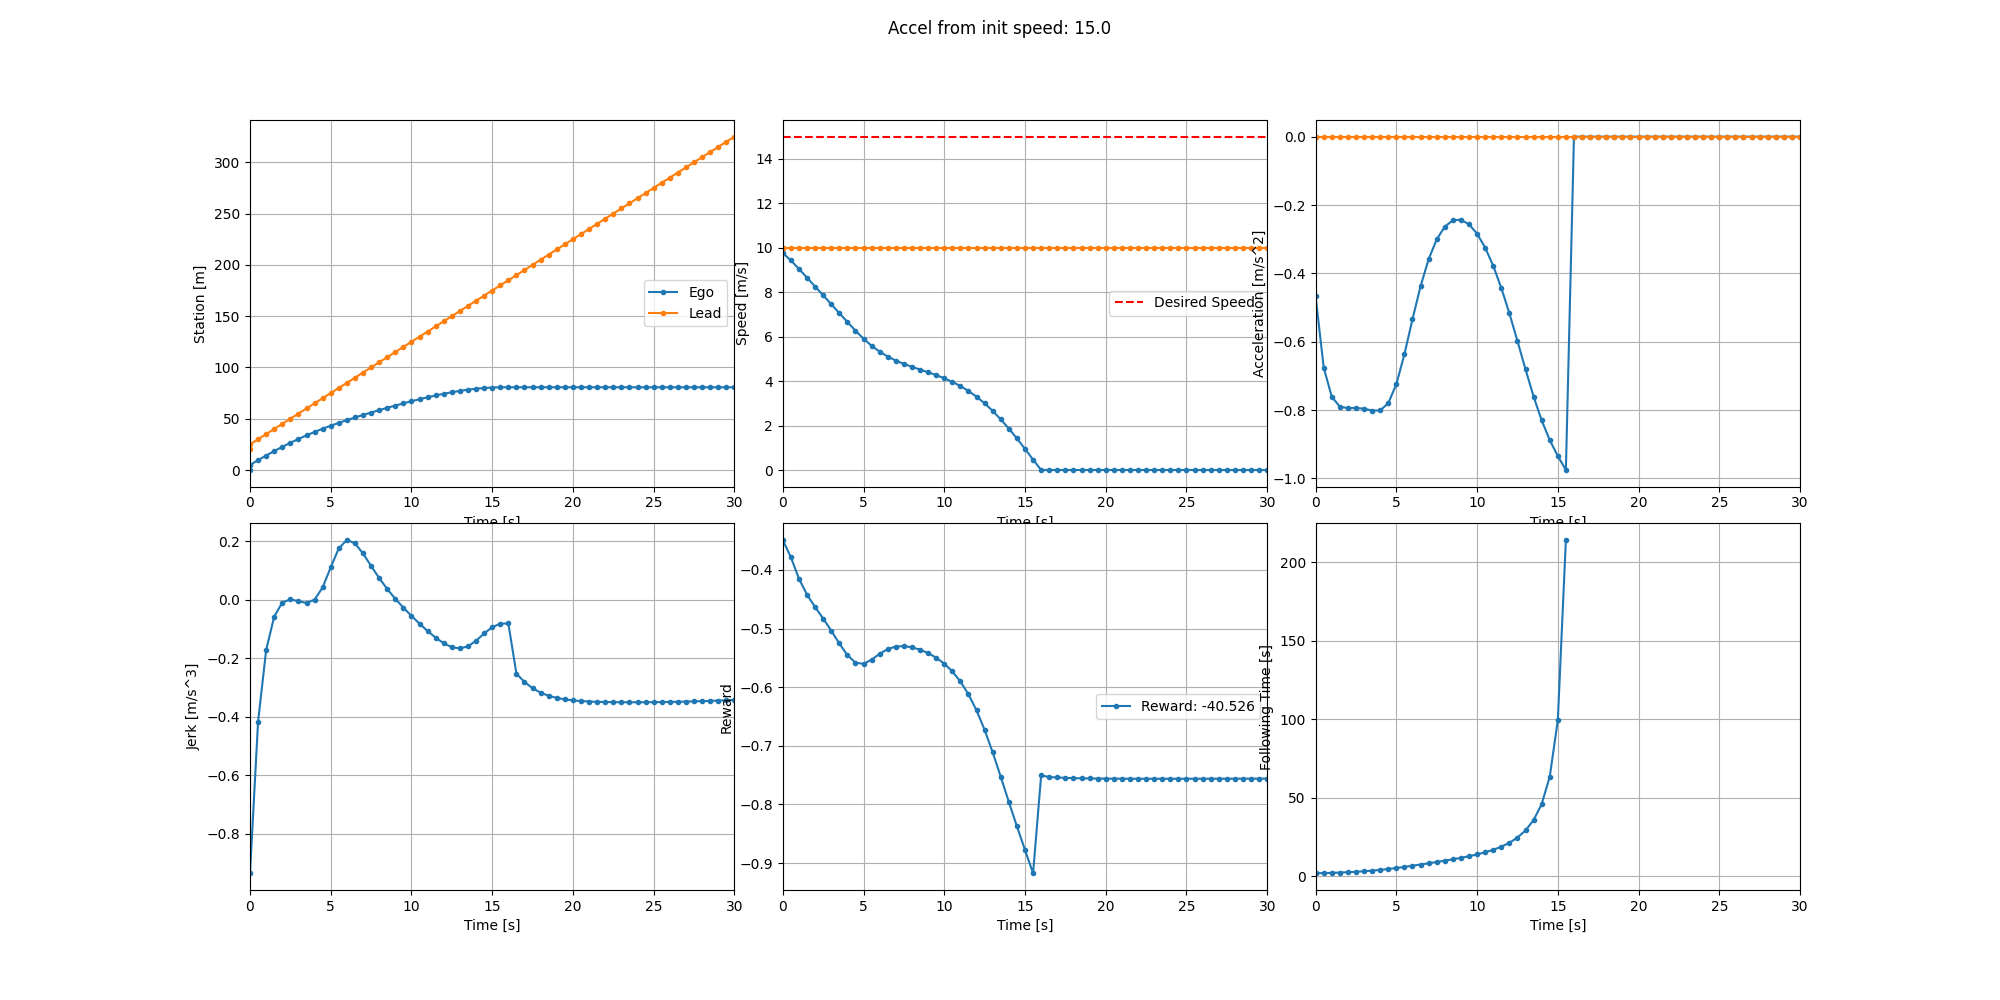 Accel from init speed: 15.0
Station [m]
300
250
200
150
100
50
0
0 5 10 15 20 25 30
Time [s]
Ego
Lead
Speed [m/s]
14
12
10
8
6
4
2
0
0 5 10 15 20 25 30
Time [s]
Desired Speed
Acceleration [m/s^2]
0.0
−0.2
−0.4
−0.6
−0.8
−1.0
0 5 10 15 20 25 30
Time [s]
Jerk [m/s^3]
0.2
0.0
−0.2
−0.4
−0.6
−0.8
0 5 10 15 20 25 30
Time [s]
Reward
−0.4
−0.5
−0.6
−0.7
−0.8
−0.9
0 5 10 15 20 25 30
Time [s]
Reward: -40.526
Following Time [s]
200
150
100
50
0
0 5 10 15 20 25 30
Time [s]